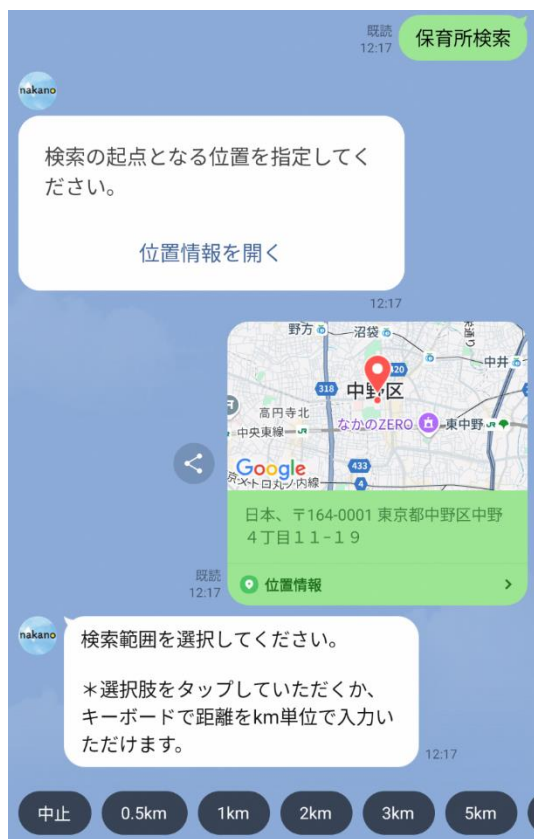 既読
12:17
保育所検索
nakano
検索の起点となる位置を指定してく
ださい。
位置情報を開く
12:17
野方
沼袋
中井
420
318
中野区
高円寺北
なかのZERO
東中野
中央東線
Google
433
4
日本、〒164-0001 東京都中野区中野
４丁目１１−１９
既読
12:17
位置情報
nakano
検索範囲を選択してください。
＊選択肢をタップしていただくか、
キーボードで距離をkm単位で入力い
ただけます。
12:17
中止
0.5km
1km
2km
3km
5km